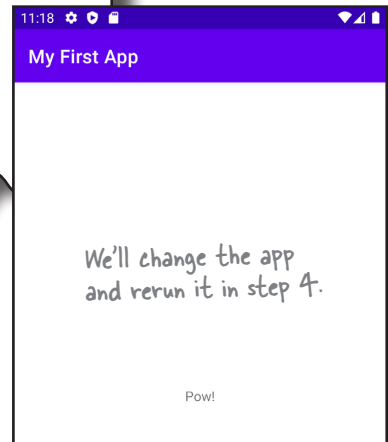 11:18
My First App
We'll change the app
and rerun it in step 4.
Pow!